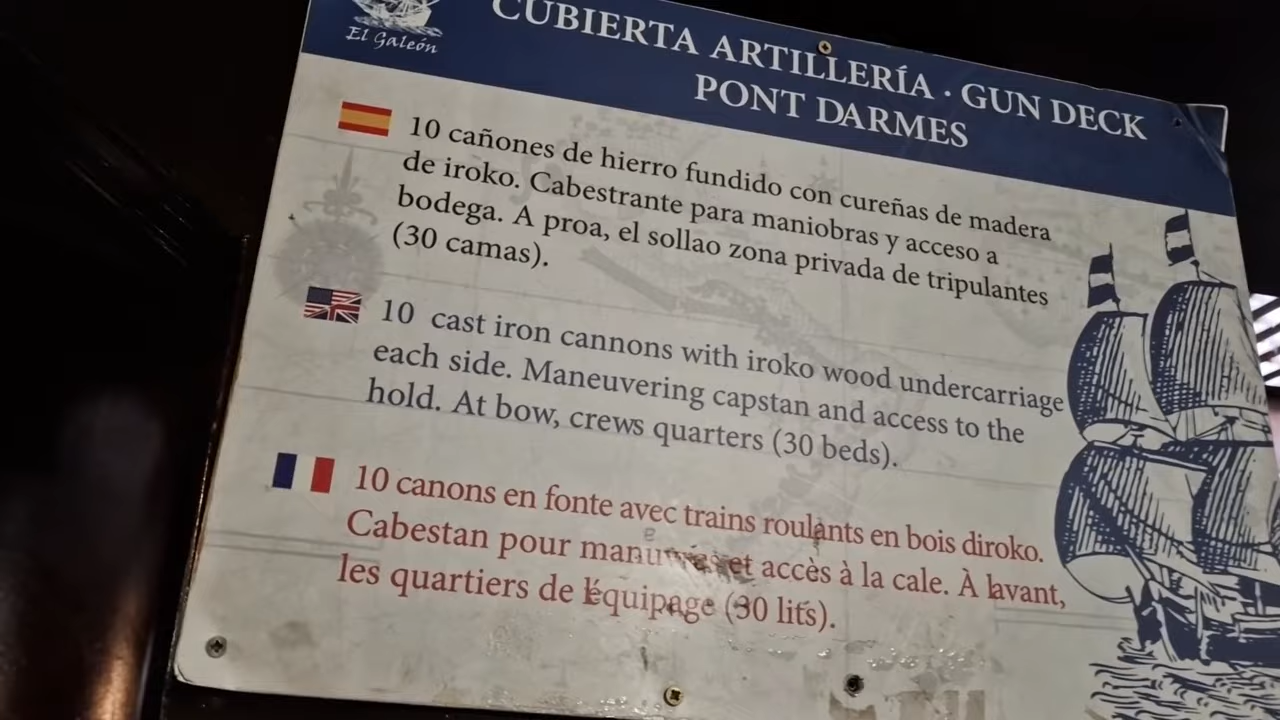 El Galeón
CUBIERTA ARTILLERÍA · GUN DECK
PONT DARMES
10 cañones de hierro fundido con cureñas de madera
de iroko. Cabestrante para maniobras y acceso a
bodega. A proa, el sollao zona privada de tripulantes
(30 camas).
10 cast iron cannons with iroko wood undercarriage
each side. Maneuvering capstan and access to the
hold. At bow, crews quarters (30 beds).
10 canons en fonte avec trains roulants en bois diroko.
Cabestan pour et accès à la cale. À lavant,
les quartiers de léquipage (30 lits).